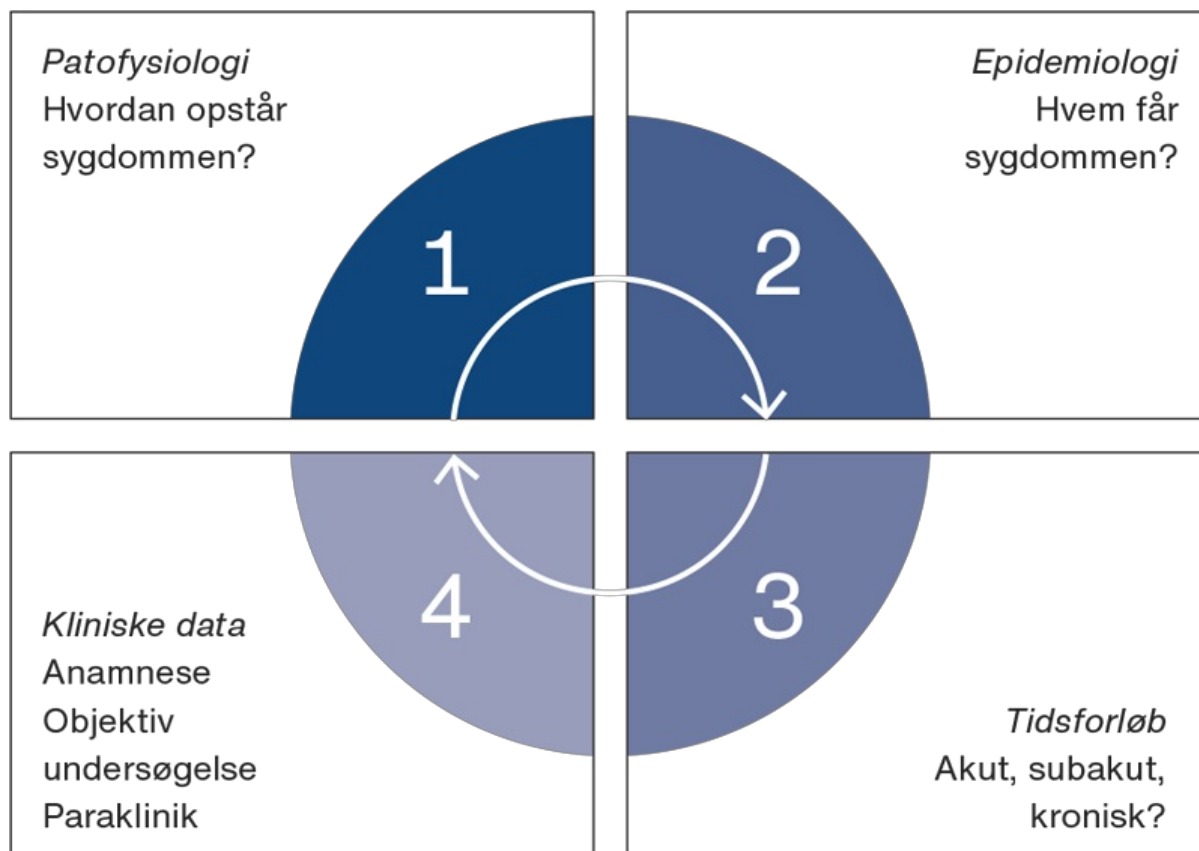 Patofysiologi
Hvordan opstår
sygdommen?
1
Epidemiologi
Hvem får
sygdommen?
2
Kliniske data
Anamnese
Objektiv
undersøgelse
Paraklinik
4
3
Tidsforløb
Akut, subakut,
kronisk?